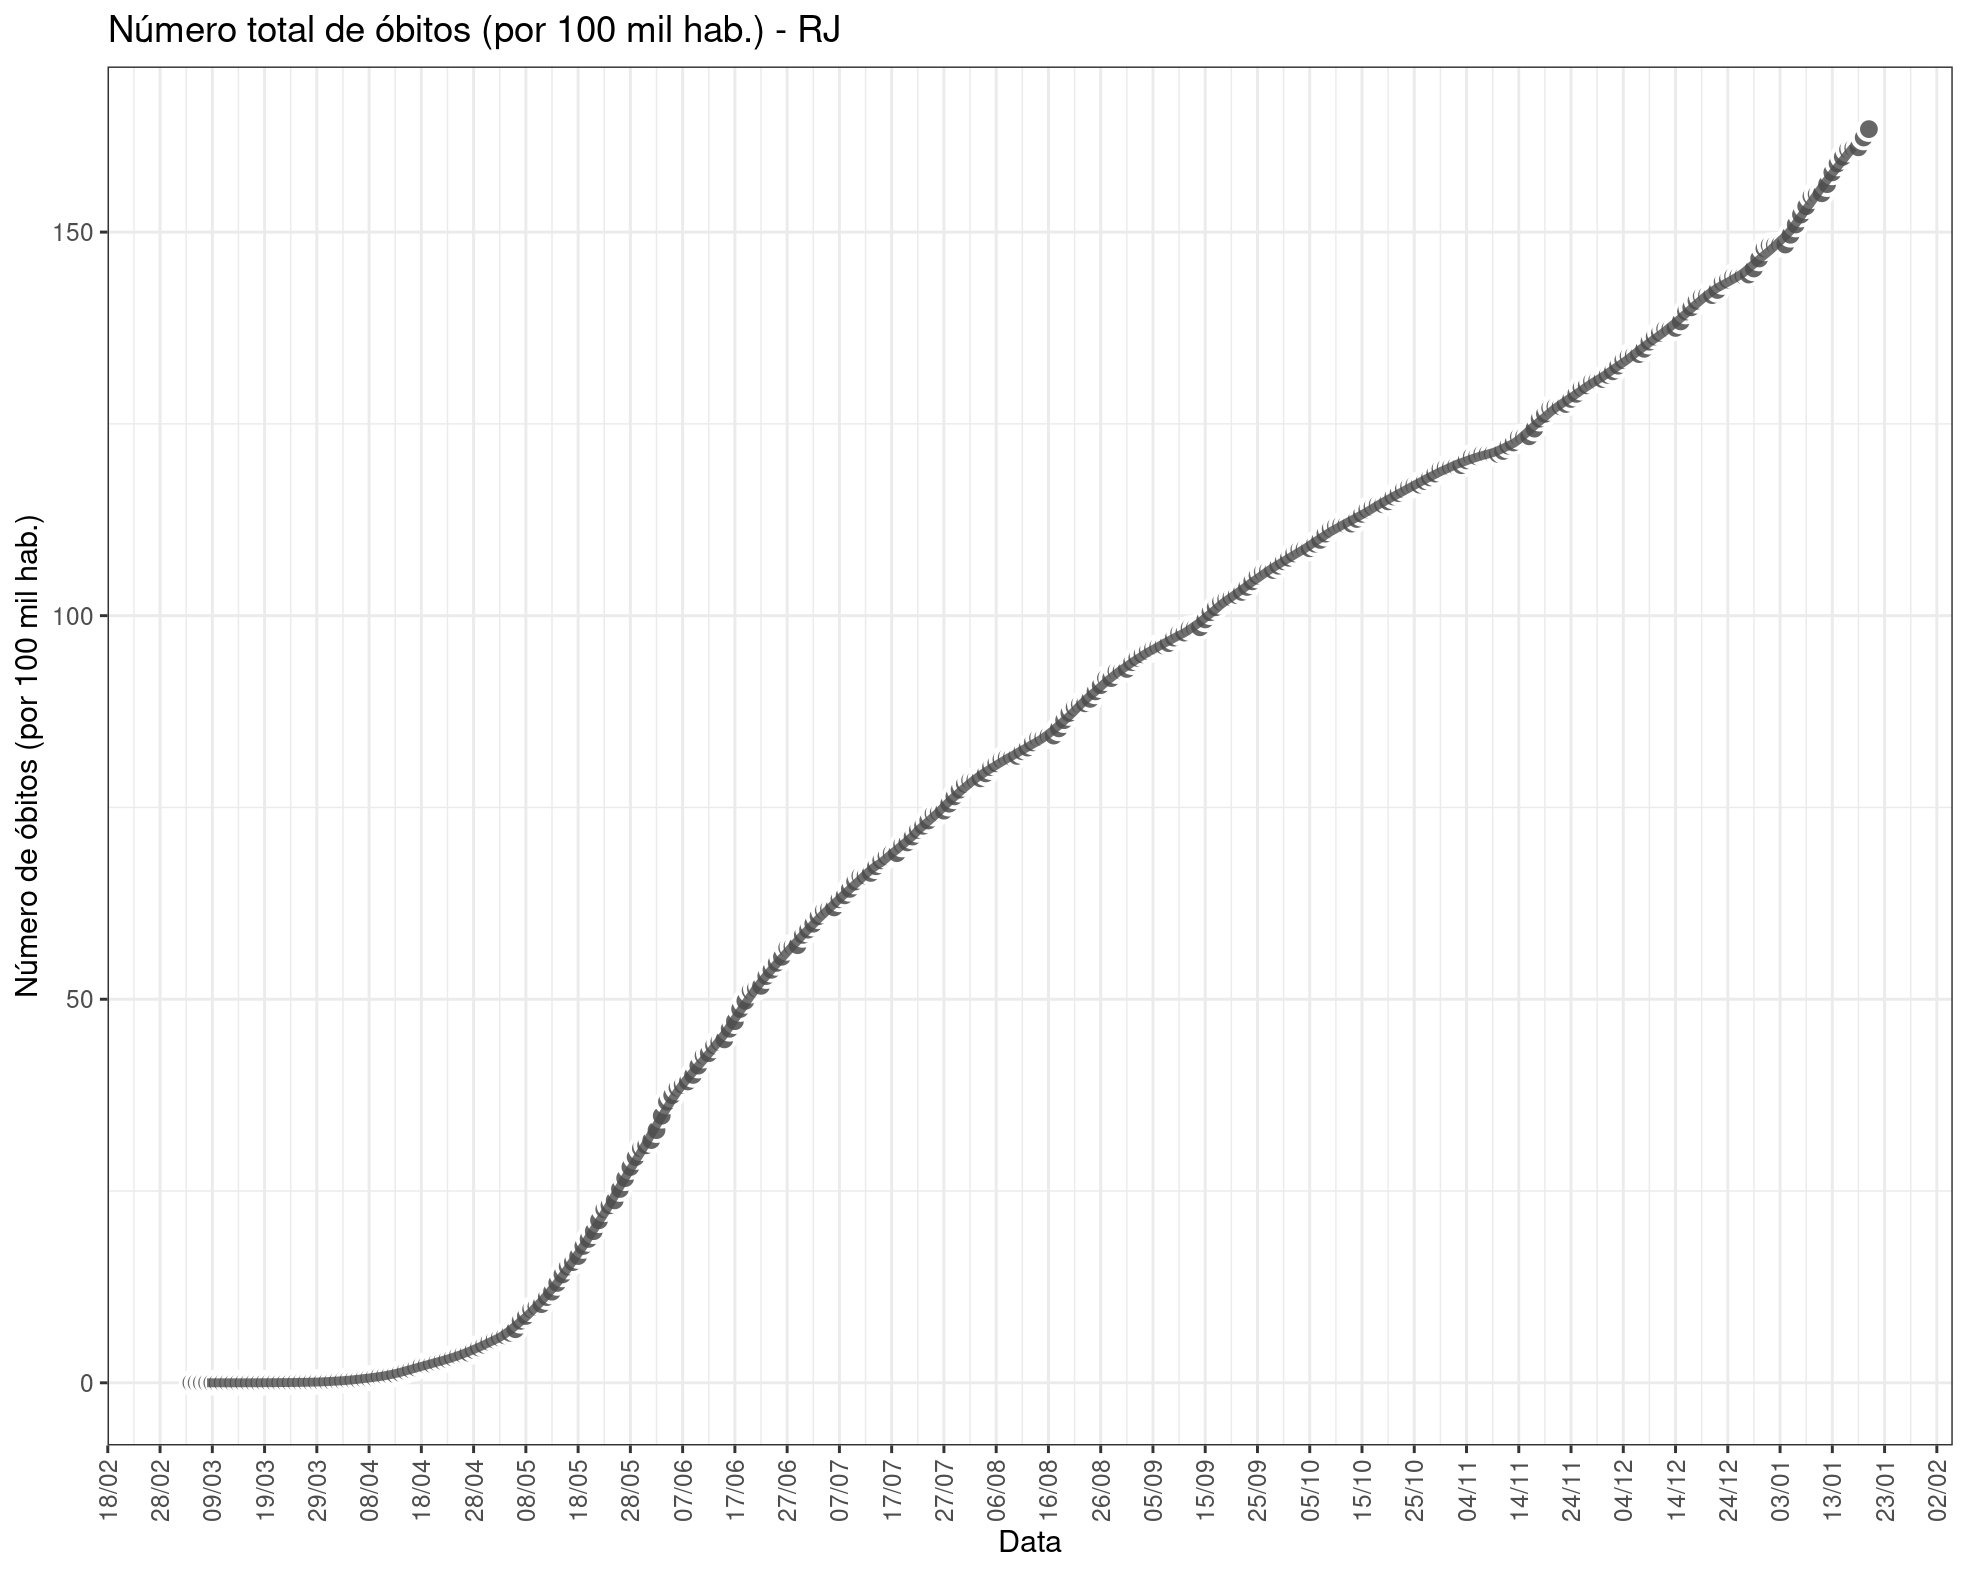 Número total de óbitos (por 100 mil hab.) - RJ
Número de óbitos (por 100 mil hab.)
150
100
50
0
18/02 28/02 09/03 19/03 29/03 08/04 18/04 28/04 08/05 18/05 28/05 07/06 17/06 27/06 07/07 17/07 27/07 06/08 16/08 26/08 05/09 15/09 25/09 05/10 15/10 25/10 04/11 14/11 24/11 04/12 14/12 24/12 03/01 13/01 23/01 02/02
Data